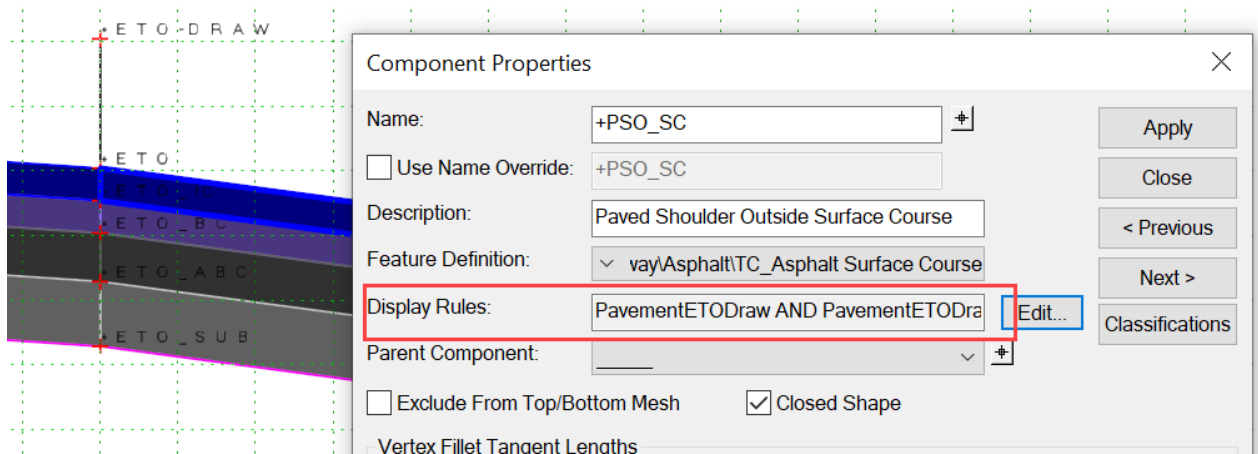 ETO-DRAW
Component Properties
Name:
+PSO_SC
Apply
ETO
Use Name Override:
+PSO_SC
Close
Description:
Paved Shoulder Outside Surface Course
ETO_BC
< Previous
Feature Definition:
vay\Asphalt\TC_Asphalt Surface Course
ETO_ABC
Next >
Display Rules:
PavementETODraw AND PavementETODra
Edit...
Classifications
ETO_SUB
Parent Component:
Exclude From Top/Bottom Mesh
Closed Shape
Vertex Fillet Tangent Lengths